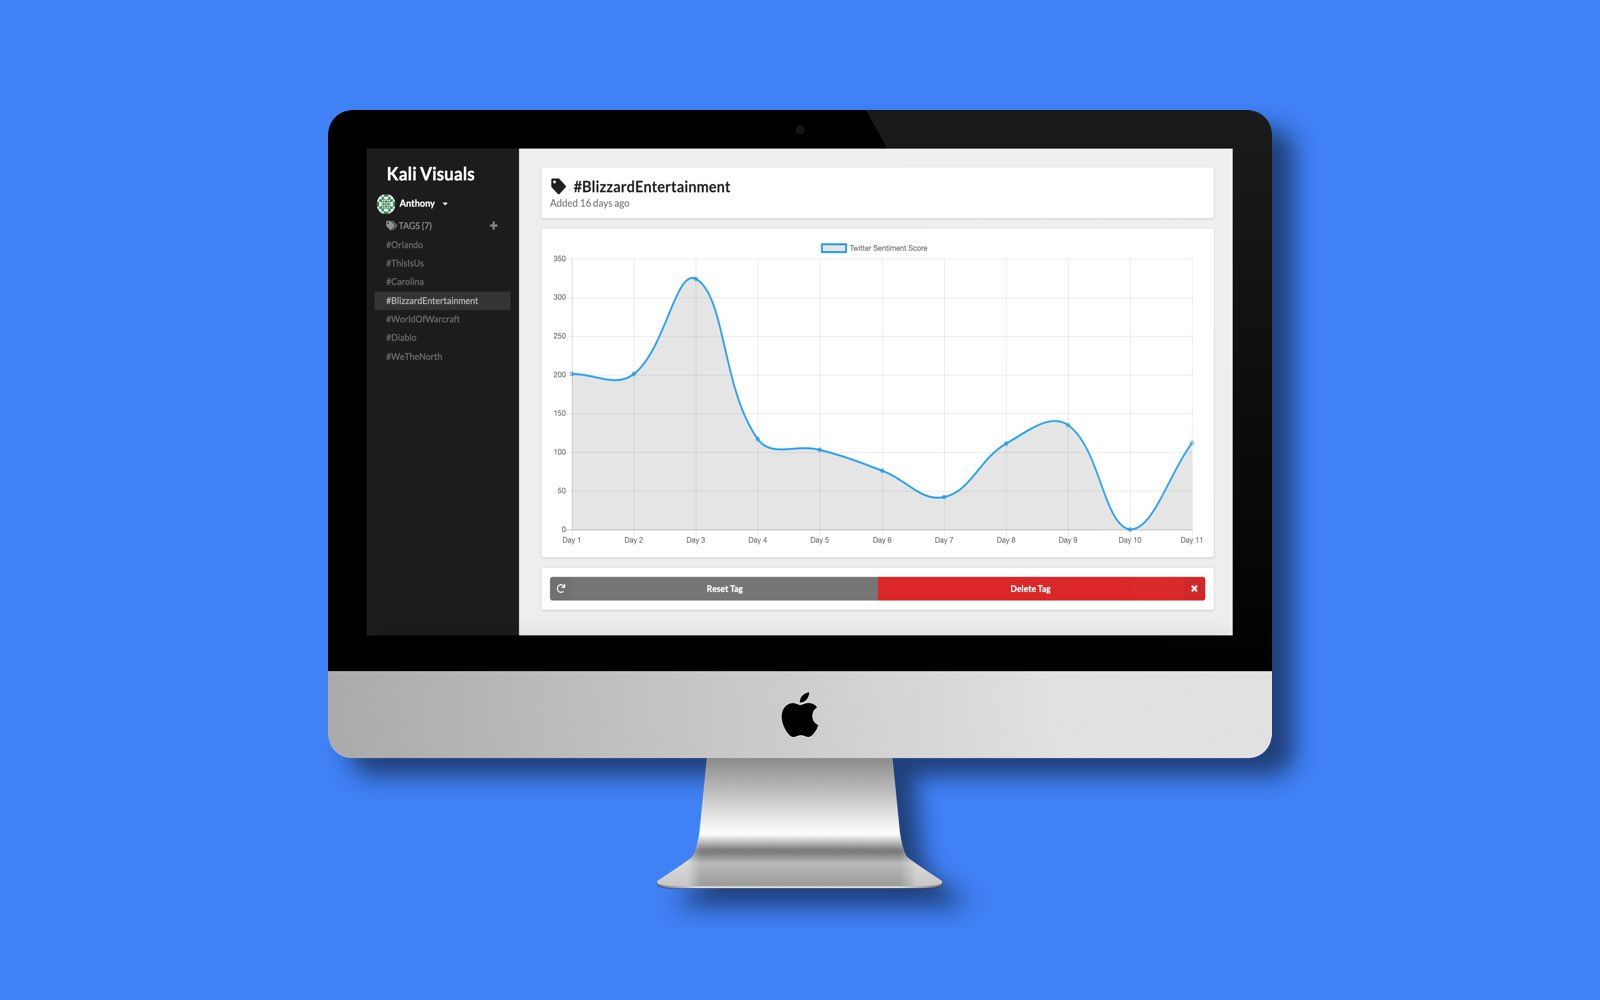 Kali Visuals
Anthony
TAGS (7)
#Orlando
#ThisIsUs
#Carolina
#BlizzardEntertainment
#WorldOfWarcraft
#Diablo
#WeTheNorth
#BlizzardEntertainment
Added 16 days ago
Twitter Sentiment Score
350
300
250
200
150
100
50
0
Day 1 Day 2 Day 3 Day 4 Day 5 Day 6 Day 7 Day 8 Day 9 Day 10 Day 11
Reset Tag Delete Tag